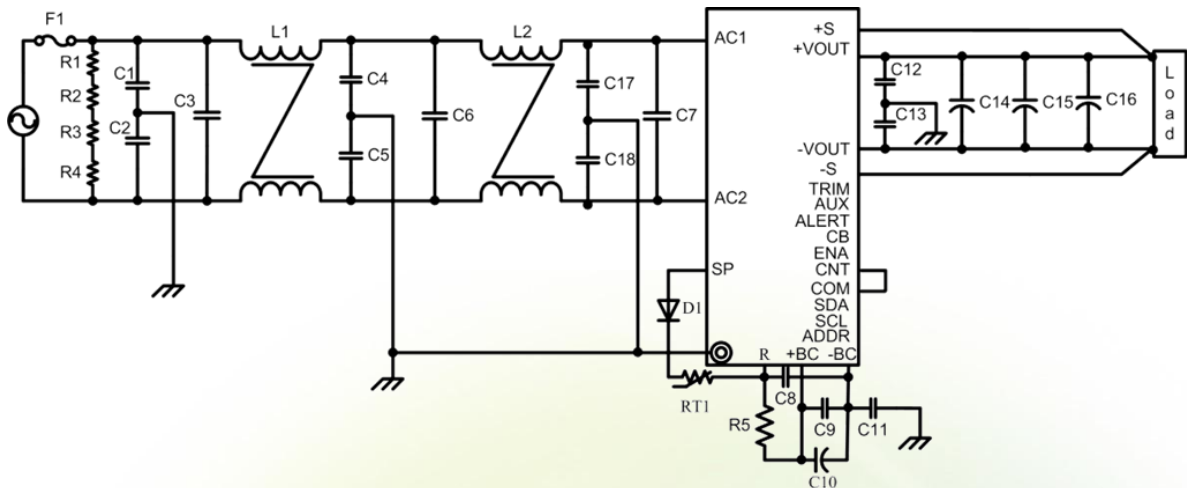 F1
R1
R2
R3
R4
C1
C2
C3
L1
C4
C5
C6
L2
C17
C18
C7
AC1
AC2
SP
D1
RT1
+S
+VOUT
-VOUT
-S
TRIM
AUX
ALERT
CB
ENA
CNT
COM
SDA
SCL
ADDR
R +BC -BC
C8
R5
C9
C11
C10
C12
C13
C14
C15
C16
Load